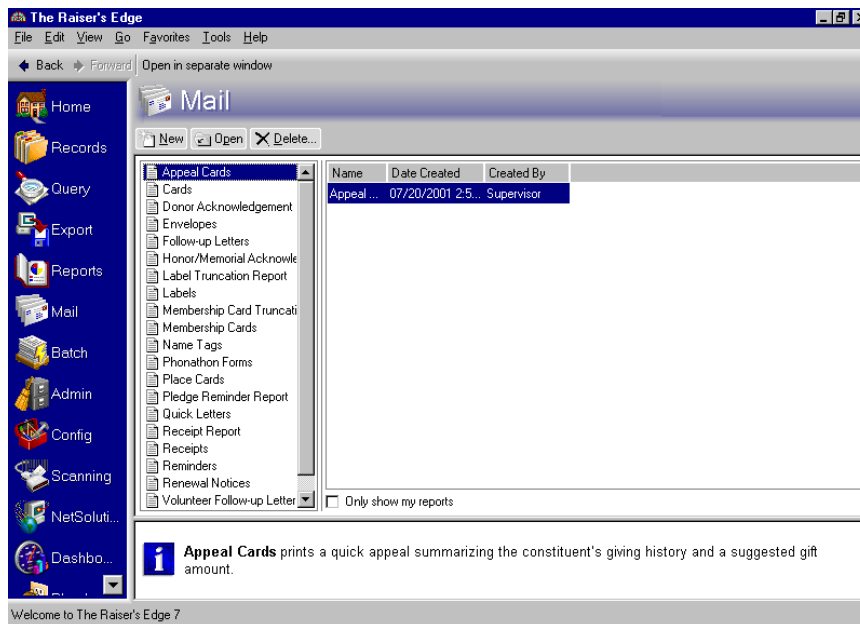 The Raiser's Edge
File Edit View Go Favorites Tools Help
Back Forward Open in separate window
Mail
New Open Delete...
Home
Records
Query
Export
Reports
Mail
Batch
Admin
Config
Scanning
NetSoluti...
Dashbo...
Appeal Cards
Cards
Donor Acknowledgement
Envelopes
Follow-up Letters
Honor/Memorial Acknowle
Label Truncation Report
Labels
Membership Card Truncati
Membership Cards
Name Tags
Phonathon Forms
Place Cards
Pledge Reminder Report
Quick Letters
Receipt Report
Receipts
Reminders
Renewal Notices
Volunteer Follow-up Letter
Name Date Created Created By
Appeal ... 07/20/2001 2:5... Supervisor
Only show my reports
Appeal Cards prints a quick appeal summarizing the constituent's giving history and a suggested gift
amount.
Welcome to The Raiser's Edge 7